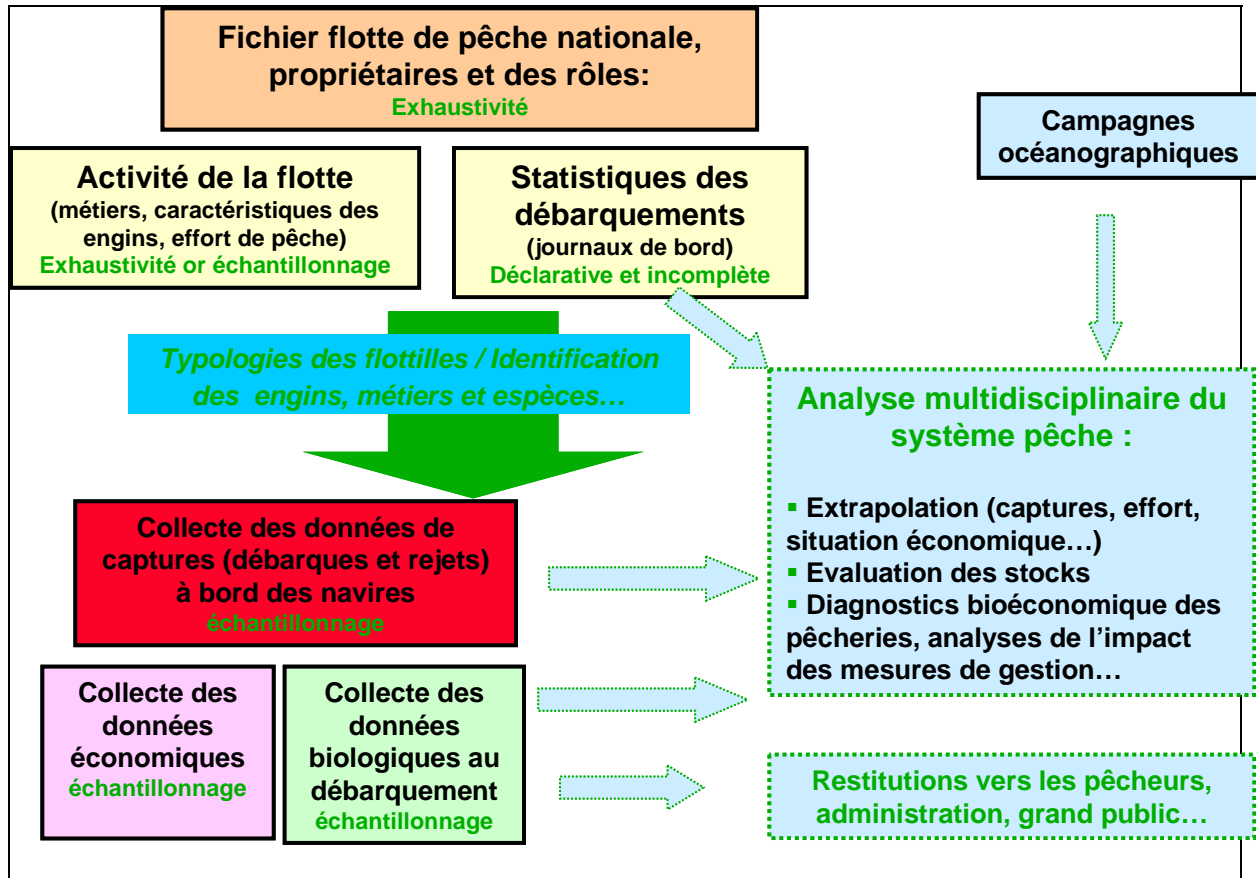 Fichier flotte de pêche nationale,
propriétaires et des rôles:
Exhaustivité
Campagnes
océanographiques
Activité de la flotte
(métiers, caractéristiques des
engins, effort de pêche)
Exhaustivité or échantillonnage
Statistiques des
débarquements
(journaux de bord)
Déclarative et incomplète
Typologies des flottilles / Identification
des engins, métiers et espèces…
Analyse multidisciplinaire du
système pêche :
▪ Extrapolation (captures, effort,
situation économique…)
▪ Evaluation des stocks
▪ Diagnostics bioéconomique des
pêcheries, analyses de l’impact
des mesures de gestion…
Collecte des données de
captures (débarques et rejets)
à bord des navires
échantillonnage
Collecte des
données
économiques
échantillonnage
Collecte des
données
biologiques au
débarquement
échantillonnage
Restitutions vers les pêcheurs,
administration, grand public…